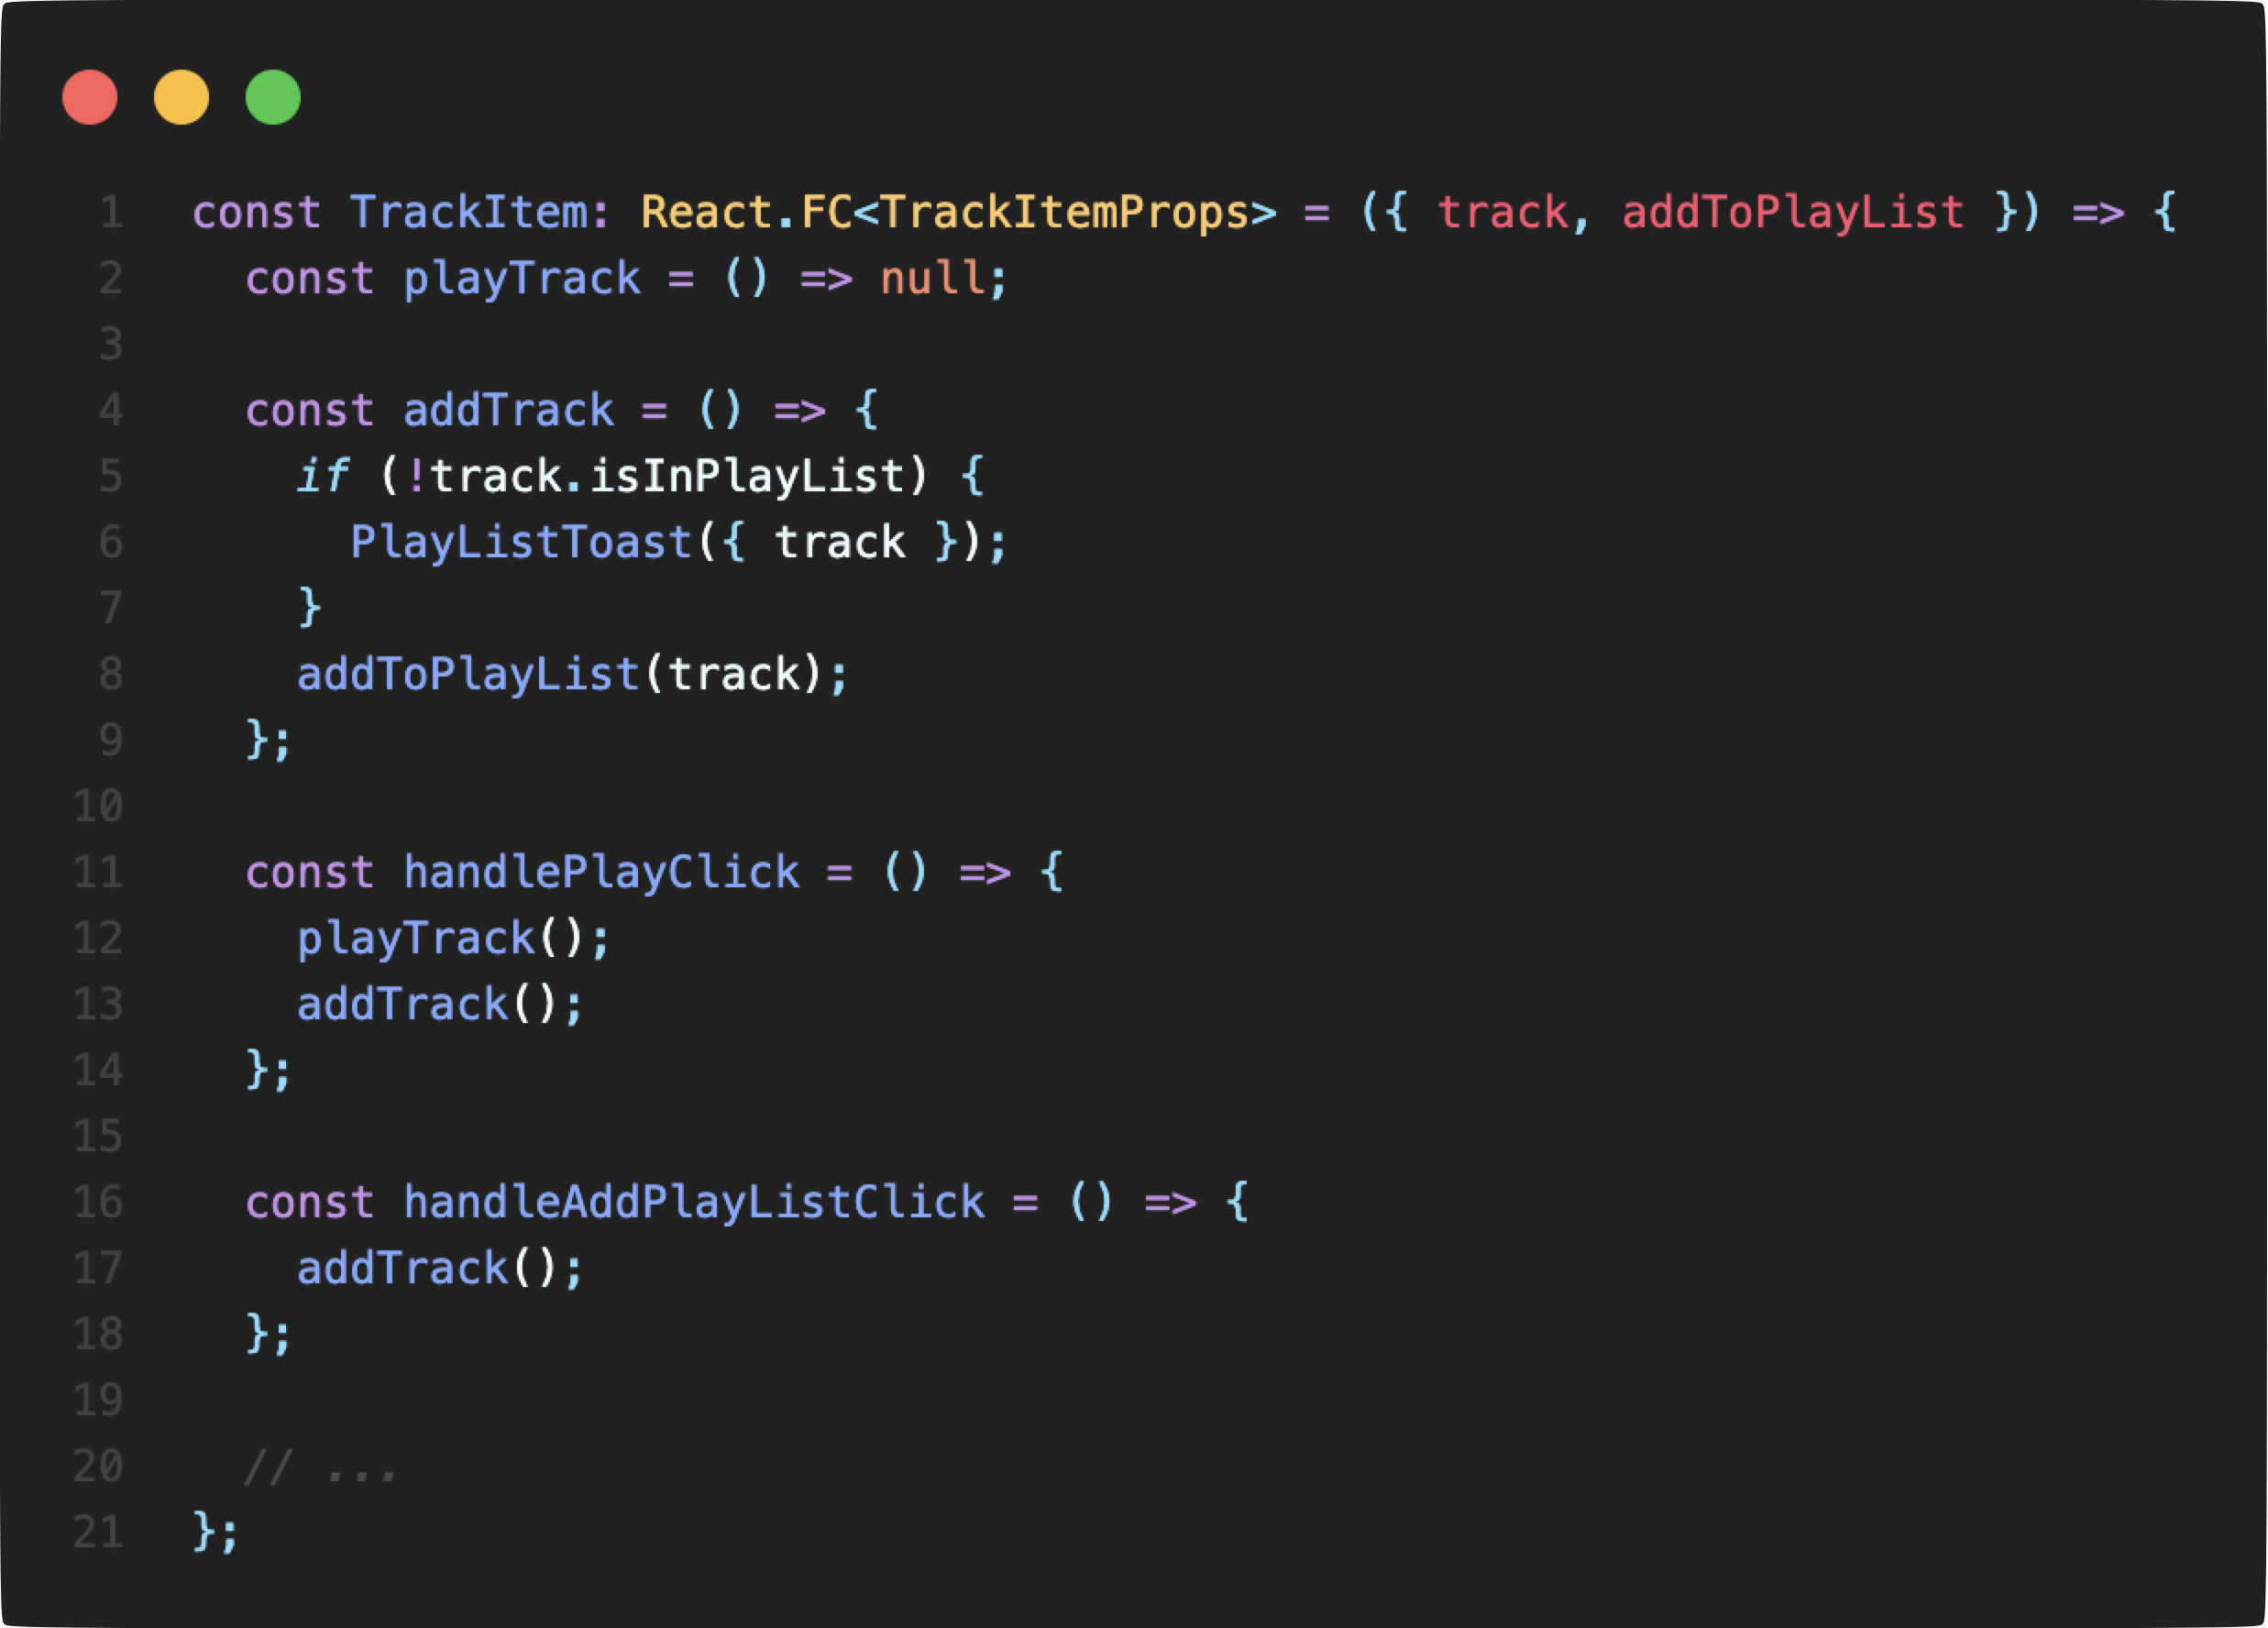 1 const TrackItem: React.FC<TrackItemProps> = ({ track, addToPlayList }) => {
2   const playTrack = () => null;
3
4   const addTrack = () => {
5     if (!track.isInPlayList) {
6       PlayListToast({ track });
7     }
8     addToPlayList(track);
9   };
10
11   const handlePlayClick = () => {
12     playTrack();
13     addTrack();
14   };
15
16   const handleAddPlayListClick = () => {
17     addTrack();
18   };
19
20   // ...
21 };